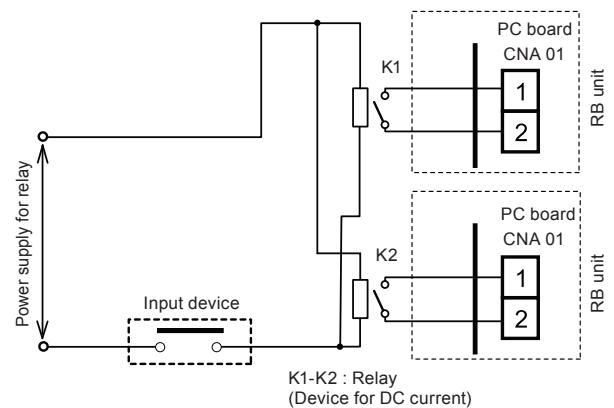 PC board
CNA 01
K1
1
2
RB unit
Power supply for relay
PC board
CNA 01
K2
1
2
RB unit
Input device
K1-K2 : Relay
(Device for DC current)